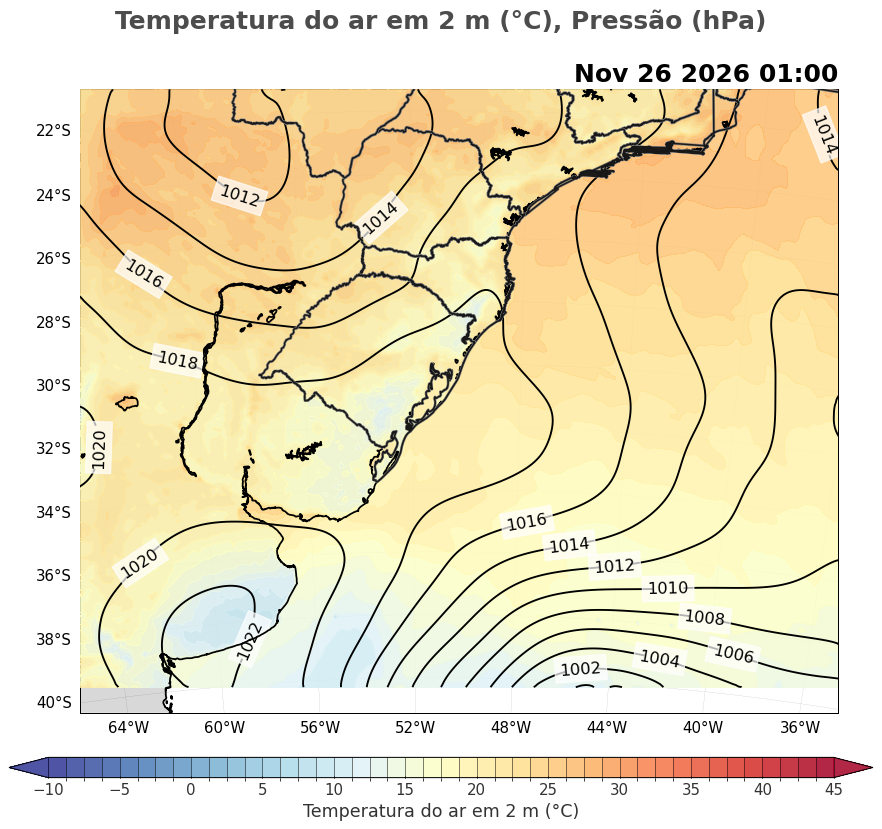 Temperatura do ar em 2 m (°C), Pressão (hPa)
Nov 26 2026 01:00
22°S
24°S
26°S
28°S
30°S
32°S
34°S
36°S
38°S
40°S
1014
1012
1014
1016
1018
1020
1016
1014
1020
1012
1010
1008
1022
1006
1004
1002
64°W
60°W
56°W
52°W
48°W
44°W
40°W
36°W
−10
−5
0
5
10
15
20
25
30
35
40
45
Temperatura do ar em 2 m (°C)